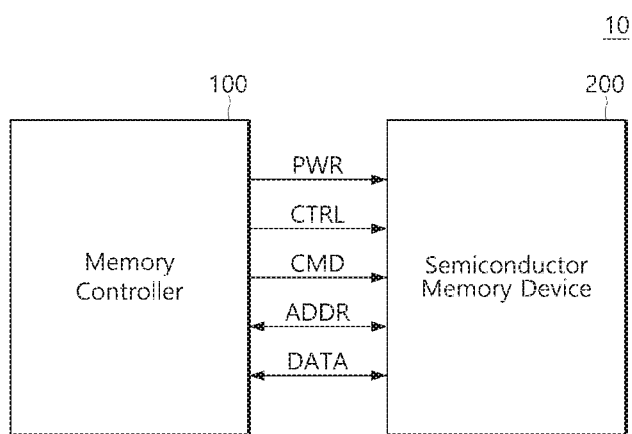 10
100
200
PWR
CTRL
CMD
ADDR
DATA
Memory
Controller
Semiconductor
Memory Device